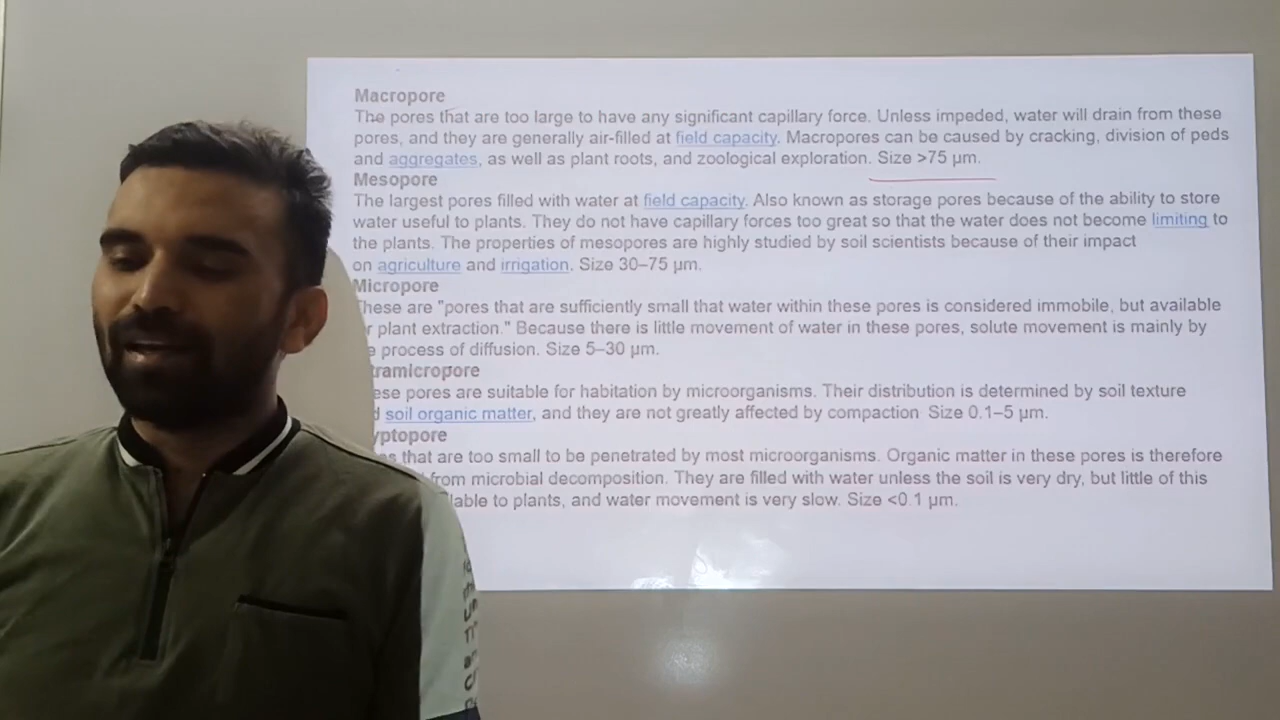 Macropore
The pores that are too large to have any significant capillary force. Unless impeded, water will drain from these
pores, and they are generally air-filled at field capacity. Macropores can be caused by cracking, division of peds
and aggregates, as well as plant roots, and zoological exploration. Size >75 μm.
Mesopore
The largest pores filled with water at field capacity. Also known as storage pores because of the ability to store
water useful to plants. They do not have capillary forces too great so that the water does not become limiting to
the plants. The properties of mesopores are highly studied by soil scientists because of their impact
on agriculture and irrigation. Size 30–75 μm.
Micropore
These are "pores that are sufficiently small that water within these pores is considered immobile, but available
plant extraction." Because there is little movement of water in these pores, solute movement is mainly by
process of diffusion. Size 5–30 μm.
tramicropore
ese pores are suitable for habitation by microorganisms. Their distribution is determined by soil texture
soil organic matter, and they are not greatly affected by compaction Size 0.1–5 μm.
yptopore
that are too small to be penetrated by most microorganisms. Organic matter in these pores is therefore
from microbial decomposition. They are filled with water unless the soil is very dry, but little of this
lable to plants, and water movement is very slow. Size <0.1 μm.